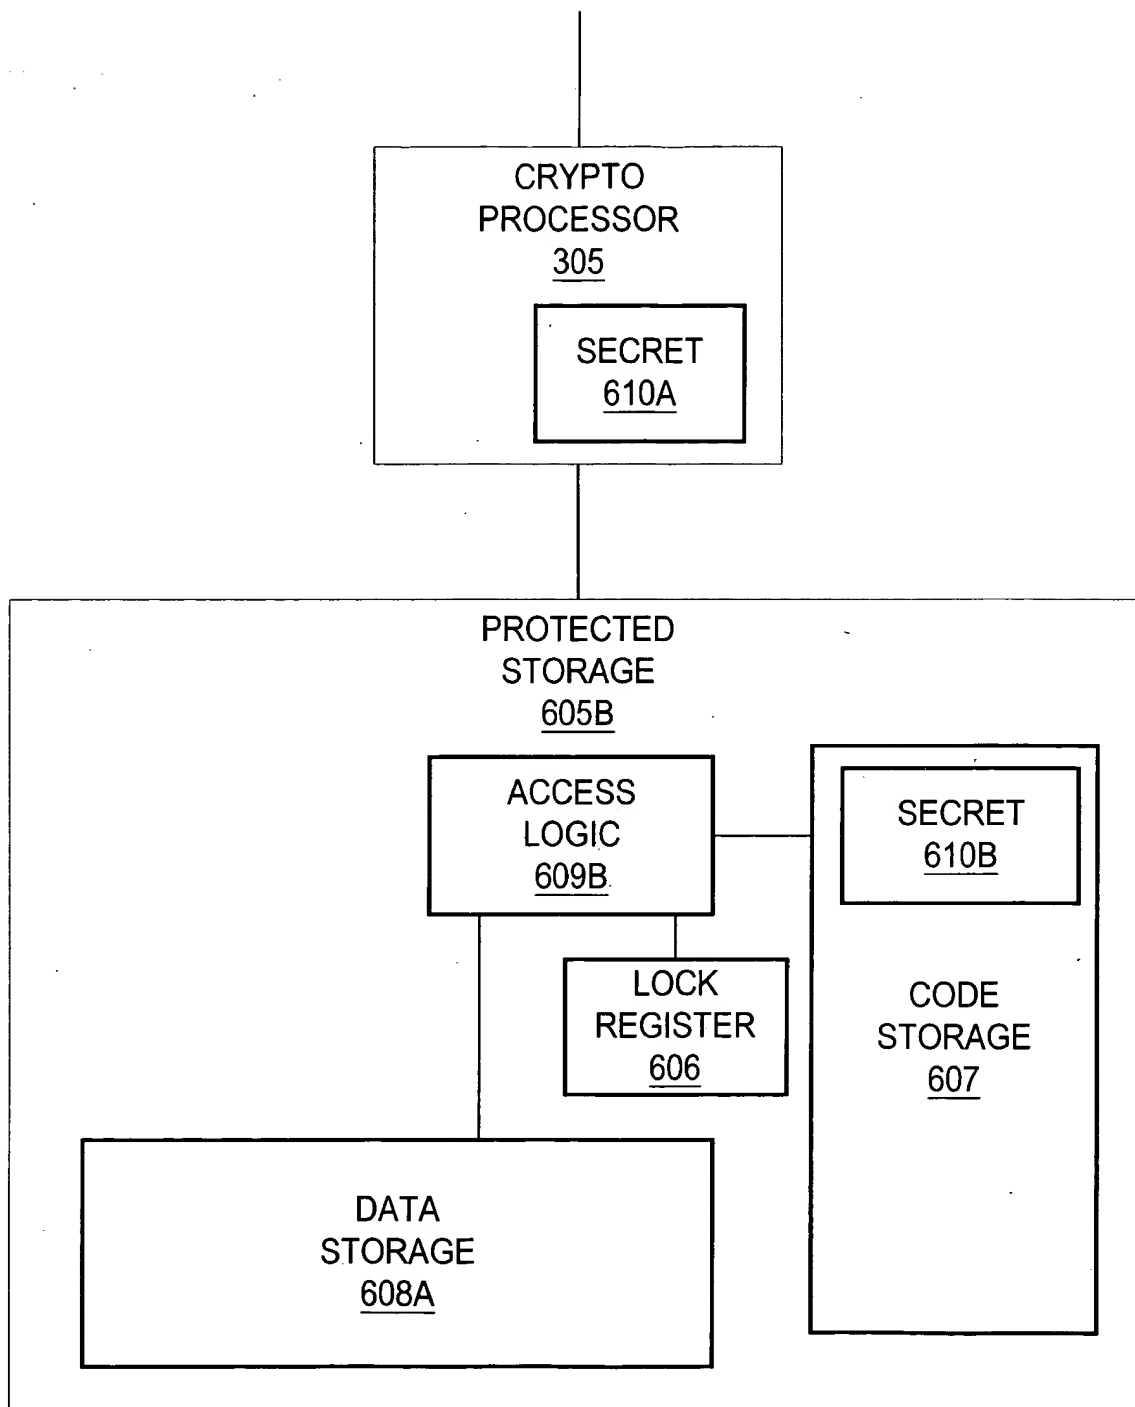 CRYPTO
PROCESSOR
305
SECRET
610A
PROTECTED
STORAGE
605B
ACCESS
LOGIC
609B
SECRET
610B
LOCK
REGISTER
606
CODE
STORAGE
607
DATA
STORAGE
608A